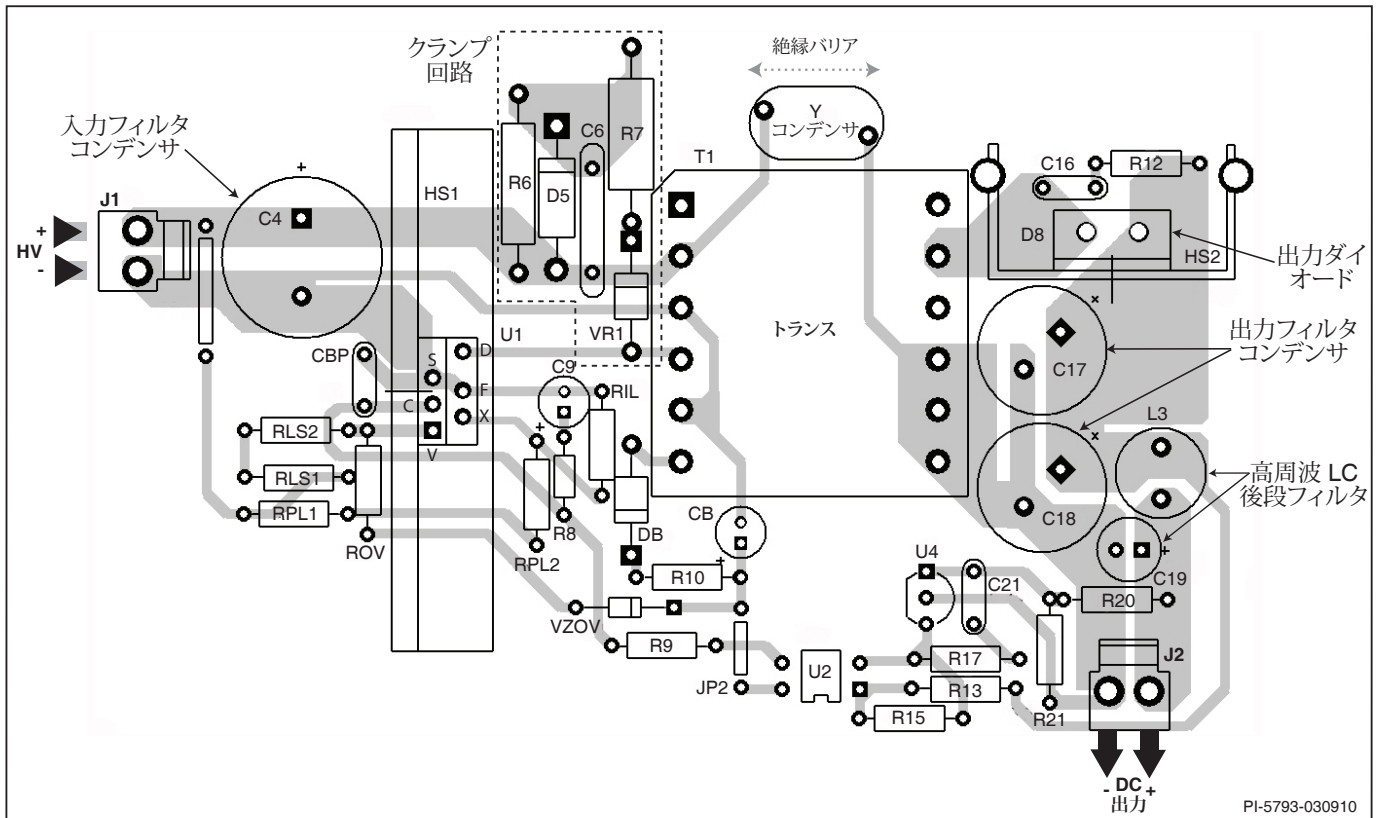 クランプ
回路
絶縁バリア
入力フィルタ
コンデンサ
Y
コンデンサ
C6
R7
T1
C16
R12
R6
D5
HS1
J1
C4
+
+
HV
-
D8
HS2
出力ダイ
オード
VR1
トランス
U1
D
S
F
C
X
V
CBP
C9
+
RIL
出力フィルタ
コンデンサ
C17
L3
RLS2
RLS1
RPL1
ROV
RPL2
R8
DB
CB
+
C18
高周波 LC
後段フィルタ
+
C19
U4
C21
R10
R20
VZOV
R9
JP2
U2
R17
R13
R15
R21
J2
- DC +
出力
PI-5793-030910